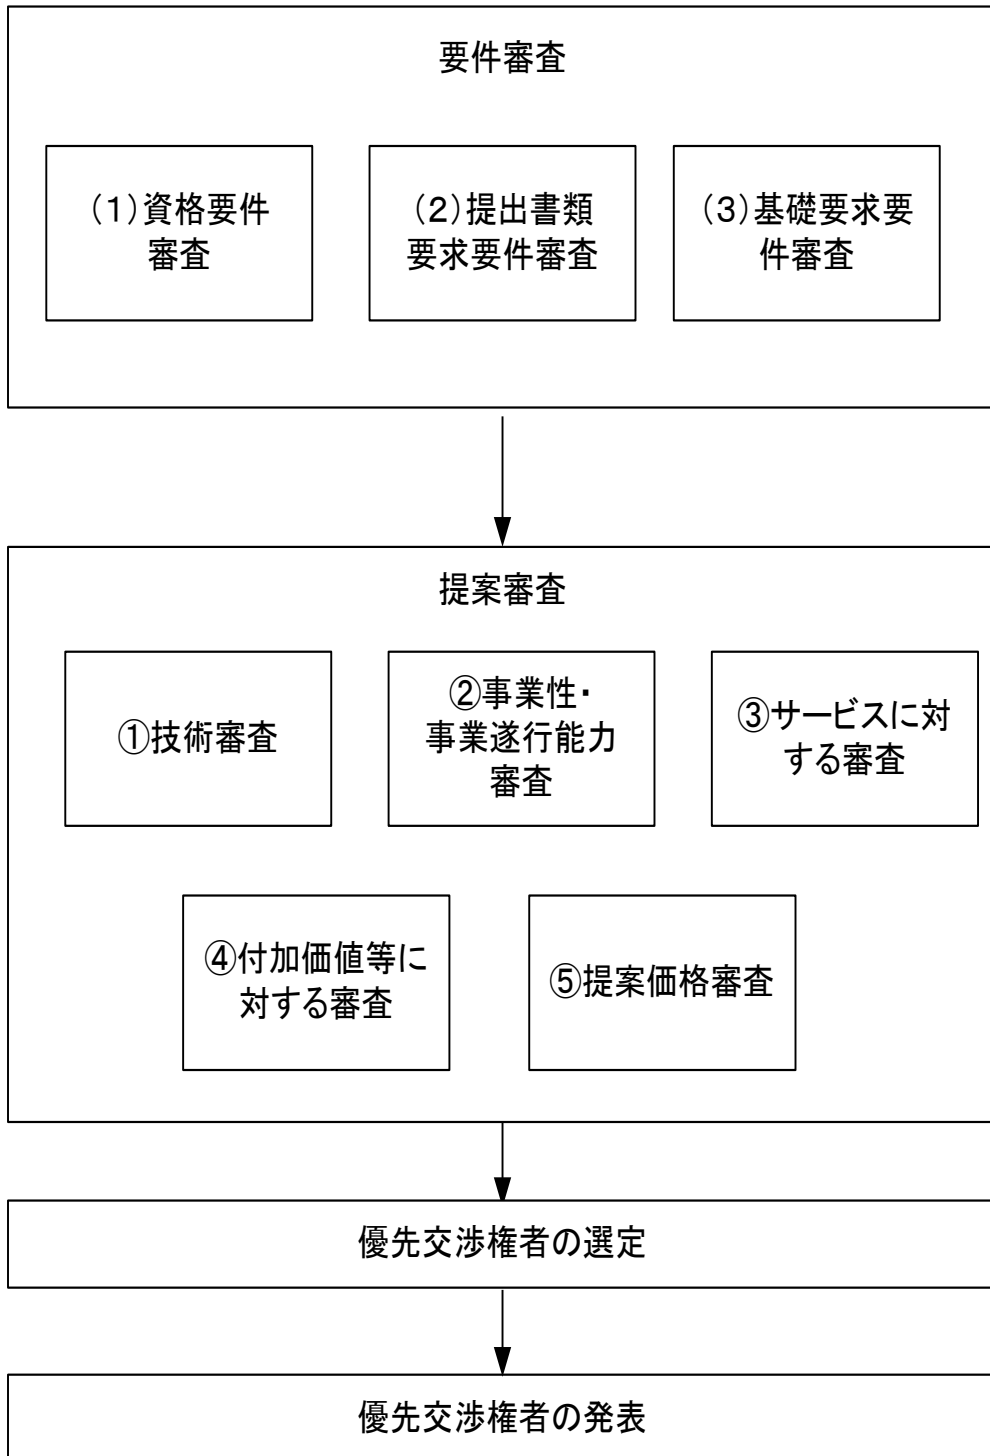 要件審査
(1)資格要件
審査
(2)提出書類
要求要件審査
(3)基礎要求要
件審査
提案審査
①技術審査
②事業性・
事業遂行能力
審査
③サービスに対
する審査
④付加価値等に
対する審査
⑤提案価格審査
優先交渉権者の選定
優先交渉権者の発表